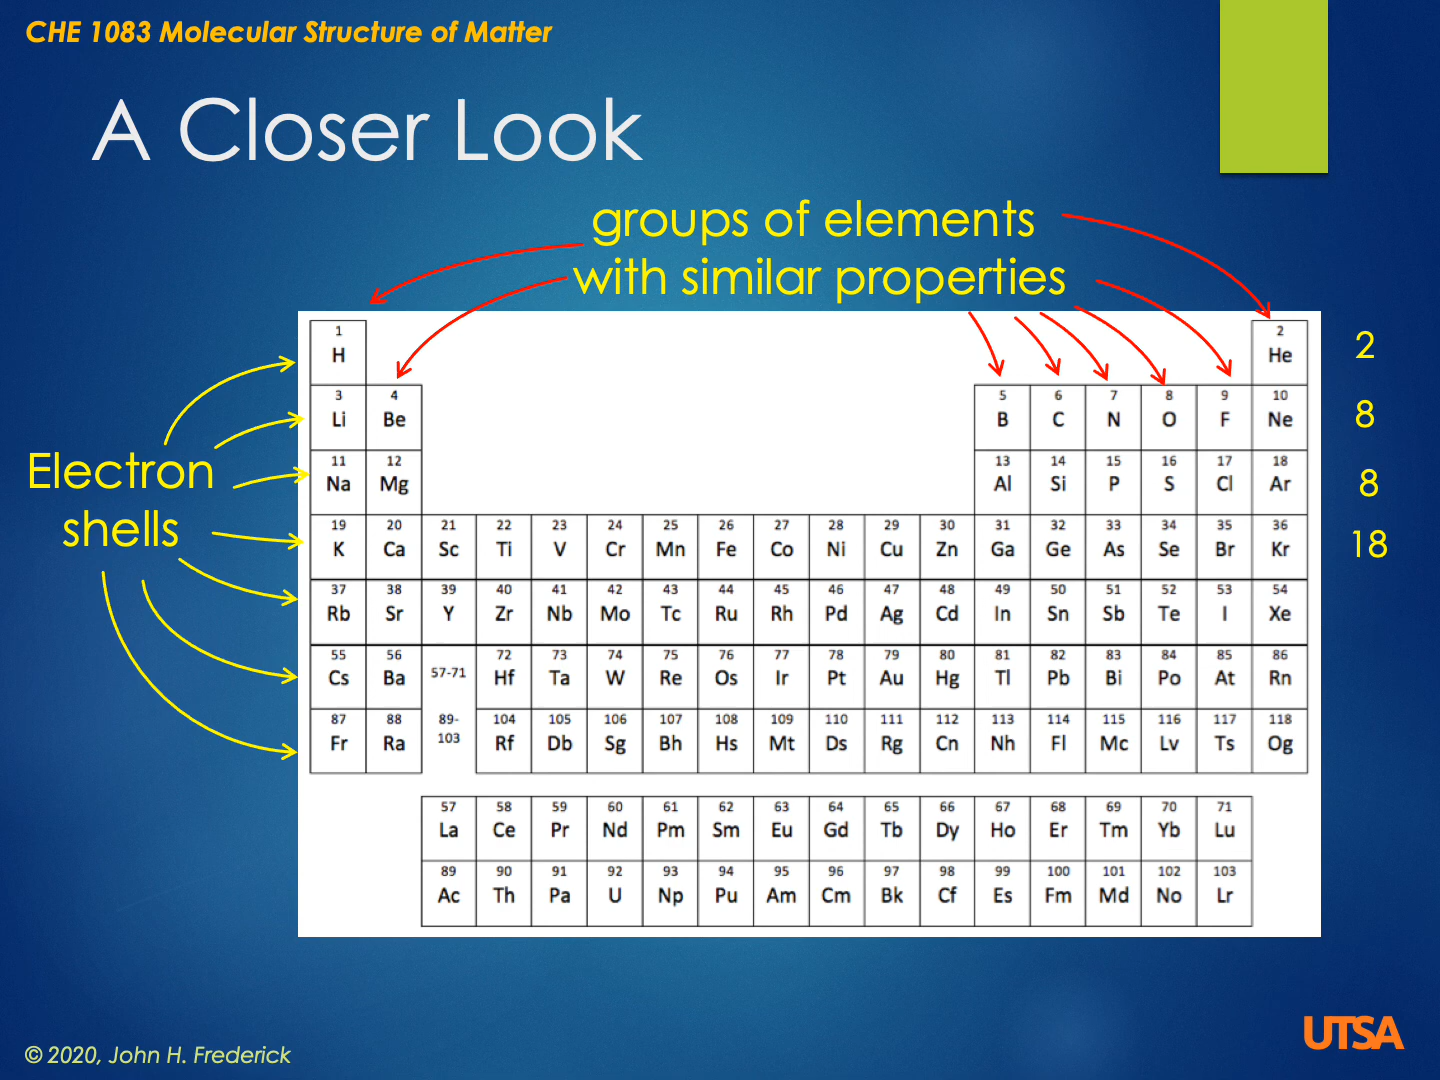 CHE 1083 Molecular Structure of Matter
A Closer Look
groups of elements
with similar properties
Electron
shells
1 2
H He
2
3 4 5 6 7 8 9 10
Li Be B C N O F Ne
8
11 12 13 14 15 16 17 18
Na Mg Al Si P S Cl Ar
8
19 20 21 22 23 24 25 26 27 28 29 30 31 32 33 34 35 36
K Ca Sc Ti V Cr Mn Fe Co Ni Cu Zn Ga Ge As Se Br Kr
18
37 38 39 40 41 42 43 44 45 46 47 48 49 50 51 52 53 54
Rb Sr Y Zr Nb Mo Tc Ru Rh Pd Ag Cd In Sn Sb Te I Xe
55 56 57-71 72 73 74 75 76 77 78 79 80 81 82 83 84 85 86
Cs Ba Hf Ta W Re Os Ir Pt Au Hg Tl Pb Bi Po At Rn
87 88 89- 104 105 106 107 108 109 110 111 112 113 114 115 116 117 118
Fr Ra 103 Rf Db Sg Bh Hs Mt Ds Rg Cn Nh Fl Mc Lv Ts Og
57 58 59 60 61 62 63 64 65 66 67 68 69 70 71
La Ce Pr Nd Pm Sm Eu Gd Tb Dy Ho Er Tm Yb Lu
89 90 91 92 93 94 95 96 97 98 99 100 101 102 103
Ac Th Pa U Np Pu Am Cm Bk Cf Es Fm Md No Lr
© 2020, John H. Frederick
UTSA